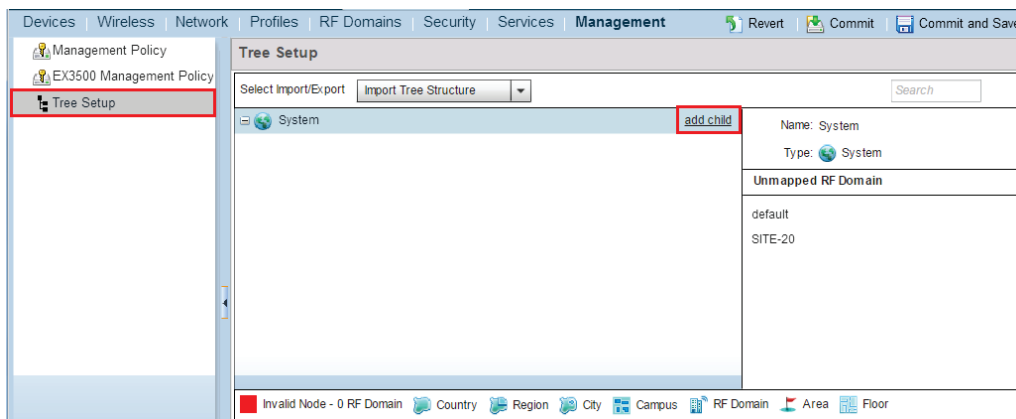 Devices | Wireless | Network | Profiles | RF Domains | Security | Services | Management Revert | Commit | Commit and Save
Management Policy
EX3500 Management Policy
Tree Setup
Tree Setup
Select Import/Export Import Tree Structure Search
System add child
Name: System
Type: System
Unmapped RF Domain
default
SITE-20
Invalid Node - 0 RF Domain Country Region City Campus RF Domain Area Floor